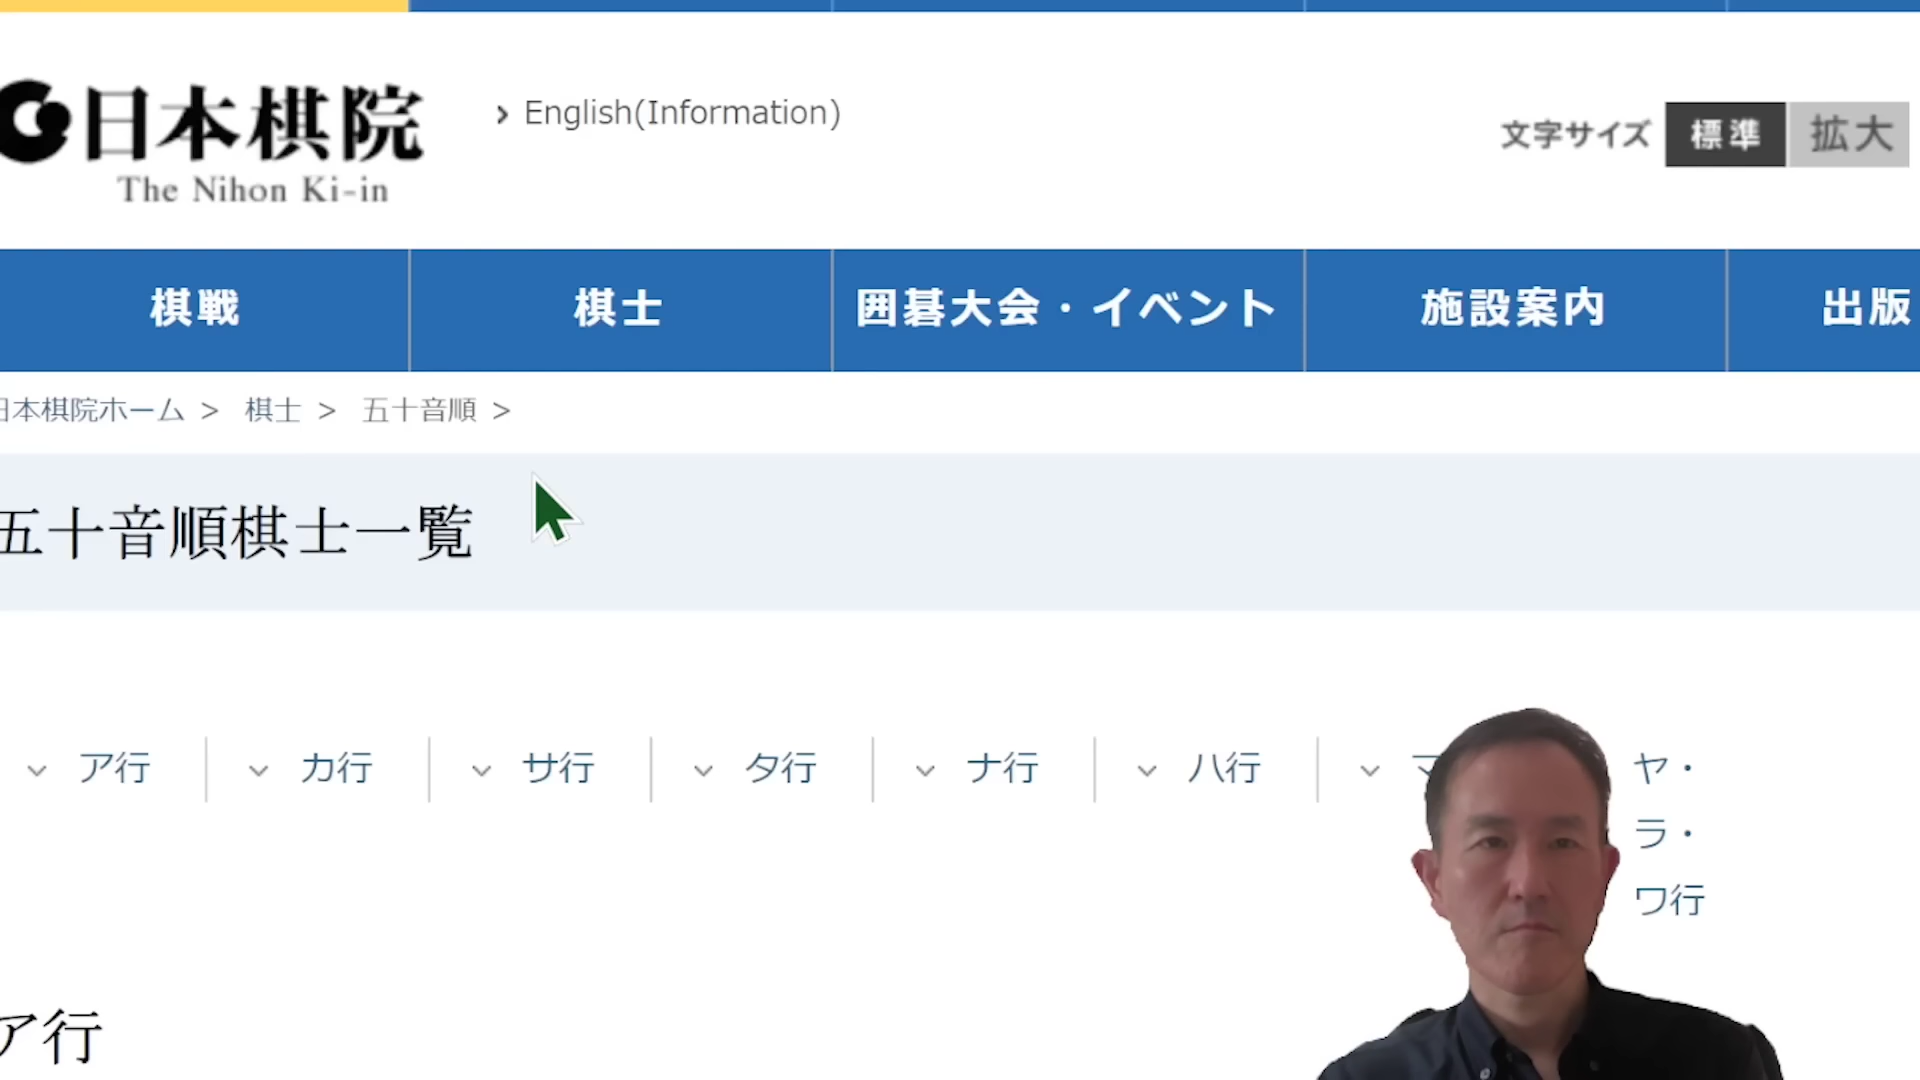 日本棋院
The Nihon Ki-in
English(Information)
文字サイズ 標準 拡大
棋戦 棋士 囲碁大会・イベント 施設案内 出版
日本棋院ホーム > 棋士 > 五十音順 >
五十音順棋士一覧
ア行 カ行 サ行 タ行 ナ行 ハ行 マ ヤ・
ラ・
ワ行
ア行